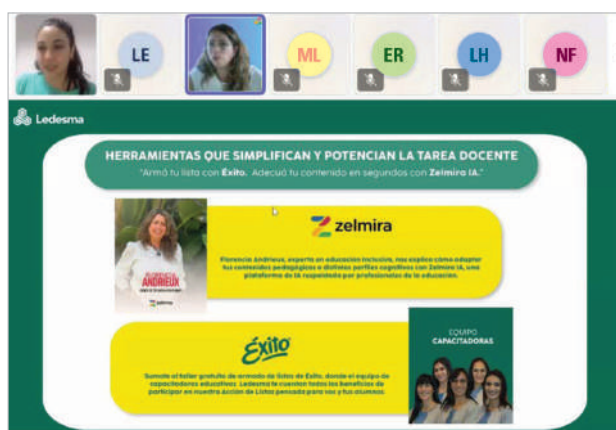 LE
ML
ER
LH
NF
Ledesma
HERRAMIENTAS QUE SIMPLIFICAN Y POTENCIAN LA TAREA DOCENTE
"Armá tu lista con Éxito. Adecuá tu contenido en segundos con Zelmira IA."
zelmira
Florencia Andrieux, experta en educación inclusiva, nos explica cómo adaptar
tus contenidos pedagógicos a distintos perfiles cognitivos con Zelmira IA, una
plataforma de IA respaldada por profesionales de la educación.
FLORENCIA
ANDRIEUX
zelmira
Éxito
Sumate al taller gratuito de armado de listas de Éxito, donde el equipo de
capacitadoras educativas Ledesma te cuentan todos los beneficios de
participar en nuestra Acción de Listas pensada para vos y tus alumnos.
EQUIPO
CAPACITADORAS